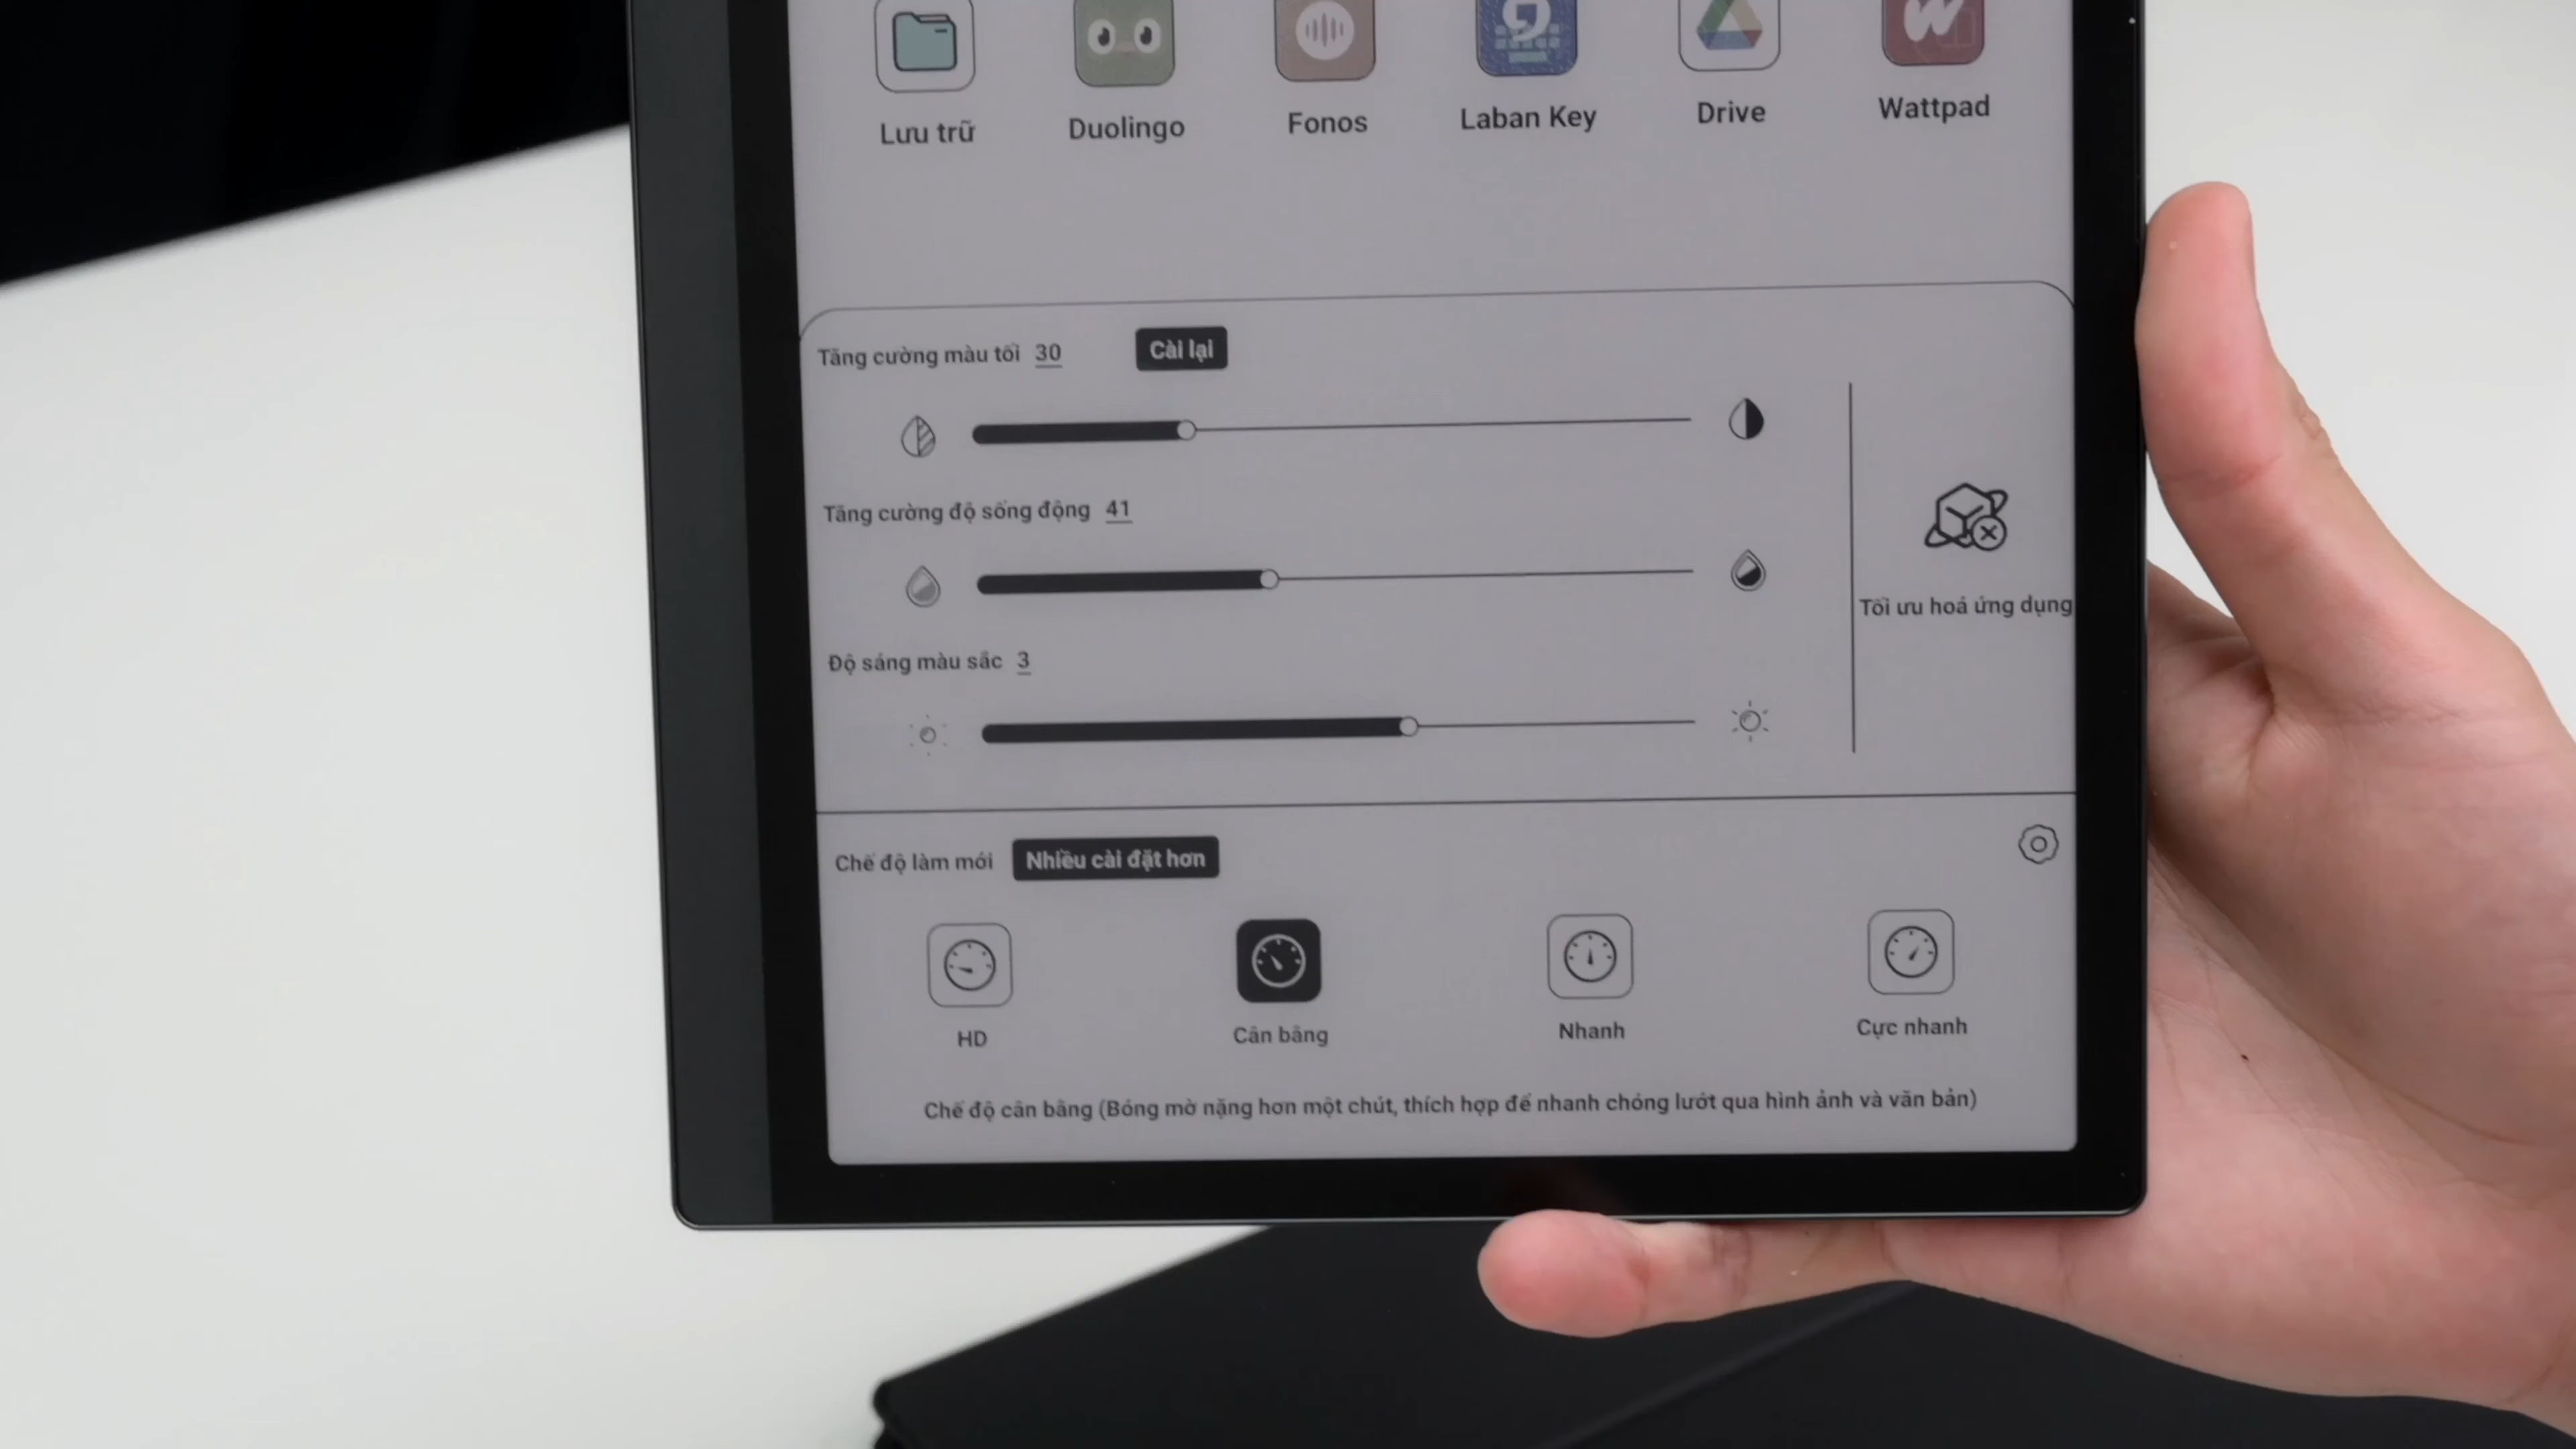 Lưu trữ Duolingo Fonos Laban Key Drive Wattpad
Tăng cường màu tối 30 Cài lại
Tăng cường độ sống động 41
Tối ưu hoá ứng dụng
Độ sáng màu sắc 3
Chế độ làm mới Nhiều cài đặt hơn
HD Cân bằng Nhanh Cực nhanh
Chế độ cân bằng (Bóng mờ nặng hơn một chút, thích hợp để nhanh chóng lướt qua hình ảnh và văn bản)